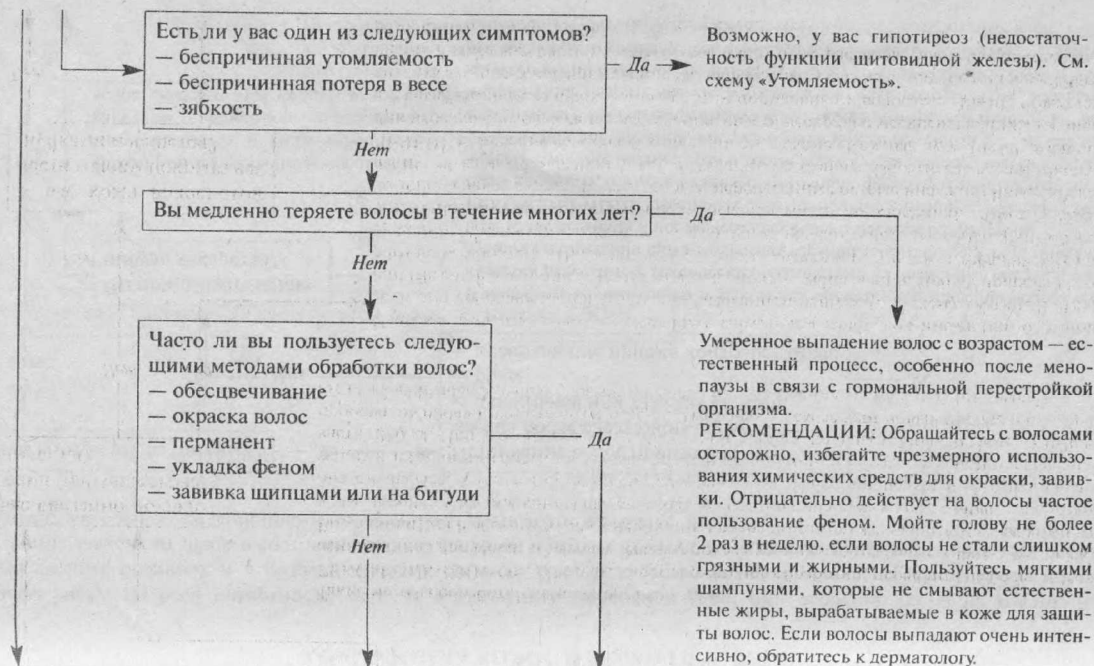 Есть ли у вас один из следующих симптомов?
— беспричинная утомляемость
— беспричинная потеря в весе
— зябкость
Да
Возможно, у вас гипотиреоз (недостаточ-
ность функции щитовидной железы). См.
схему «Утомляемость».
Нет
Вы медленно теряете волосы в течение многих лет?
Да
Нет
Часто ли вы пользуетесь следую-
щими методами обработки волос?
— обесцвечивание
— окраска волос
— перманент
— укладка феном
— завивка щипцами или на бигуди
Да
Нет
Умеренное выпадение волос с возрастом — ес-
тественный процесс, особенно после мено-
паузы в связи с гормональной перестройкой
организма.
РЕКОМЕНДАЦИИ: Обращайтесь с волосами
осторожно, избегайте чрезмерного использо-
вания химических средств для окраски, завив-
ки. Отрицательно действует на волосы частое
пользование феном. Мойте голову не более
2 раз в неделю, если волосы не стали слишком
грязными и жирными. Пользуйтесь мягкими
шампунями, которые не смывают естествен-
ные жиры, вырабатываемые в коже для защи-
ты волос. Если волосы выпадают очень интен-
сивно, обратитесь к дерматологу.